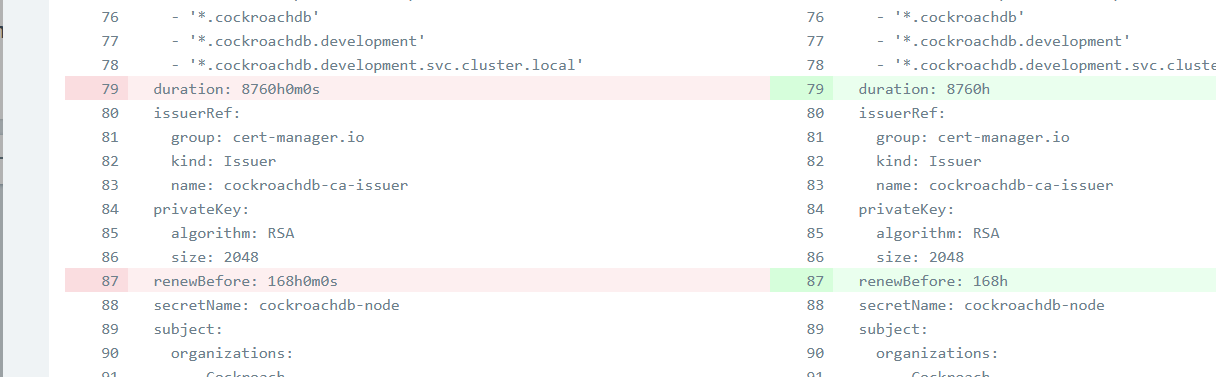 76 - '*.cockroachdb'
77 - '*.cockroachdb.development'
78 - '*.cockroachdb.development.svc.cluster.local'
79 duration: 8760h0m0s
80 issuerRef:
81 group: cert-manager.io
82 kind: Issuer
83 name: cockroachdb-ca-issuer
84 privateKey:
85 algorithm: RSA
86 size: 2048
87 renewBefore: 168h0m0s
88 secretName: cockroachdb-node
89 subject:
90 organizations:
91 Cockroach
76 - '*.cockroachdb'
77 - '*.cockroachdb.development'
78 - '*.cockroachdb.development.svc.cluste
79 duration: 8760h
80 issuerRef:
81 group: cert-manager.io
82 kind: Issuer
83 name: cockroachdb-ca-issuer
84 privateKey:
85 algorithm: RSA
86 size: 2048
87 renewBefore: 168h
88 secretName: cockroachdb-node
89 subject:
90 organizations:
91 Cockroach